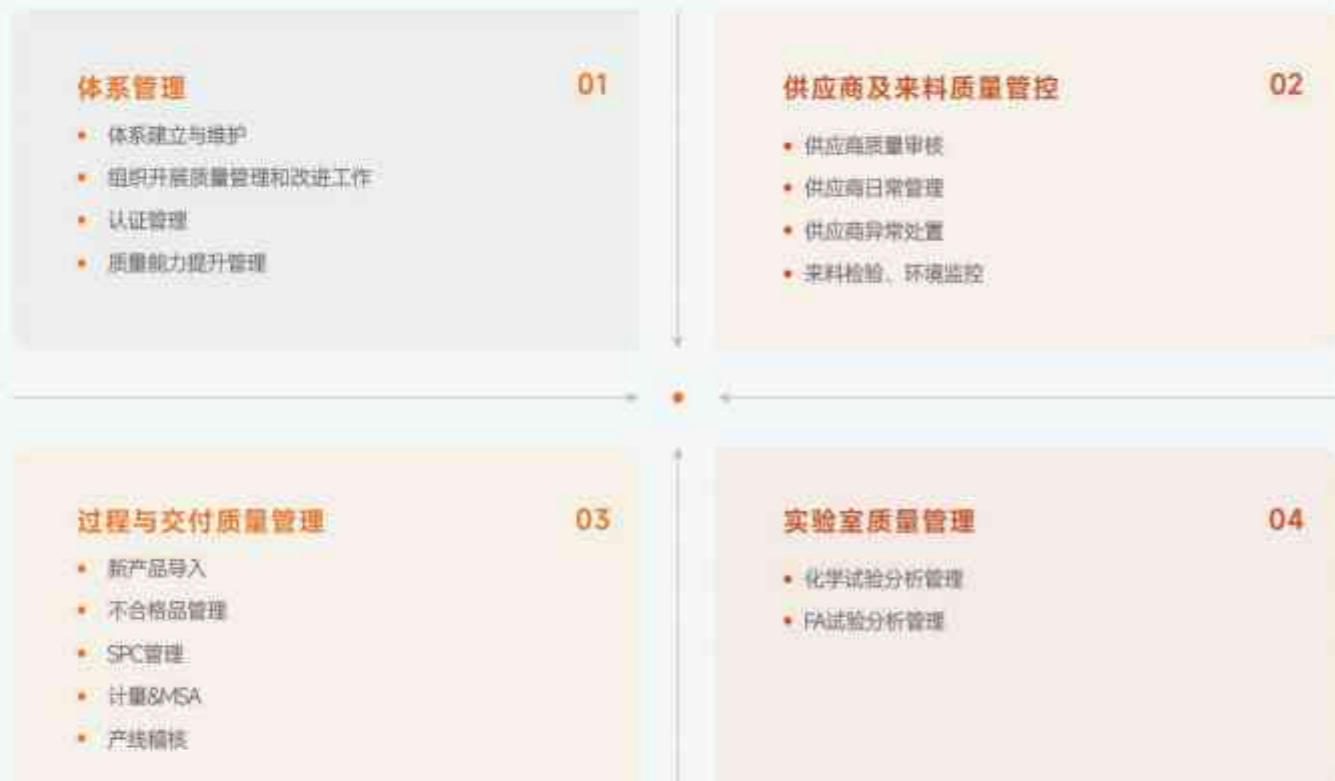 体系管理 01
体系建立与维护
组织开展质量管理和改进工作
认证管理
质量能力提升管理
供应商及来料质量管控 02
供应商质量审核
供应商日常管理
供应商异常处置
来料检验、环境监控
过程与交付质量管理 03
新产品导入
不合格品管理
SPC管理
计量&MSA
产线稽核
实验室质量管理 04
化学试验分析管理
FA试验分析管理